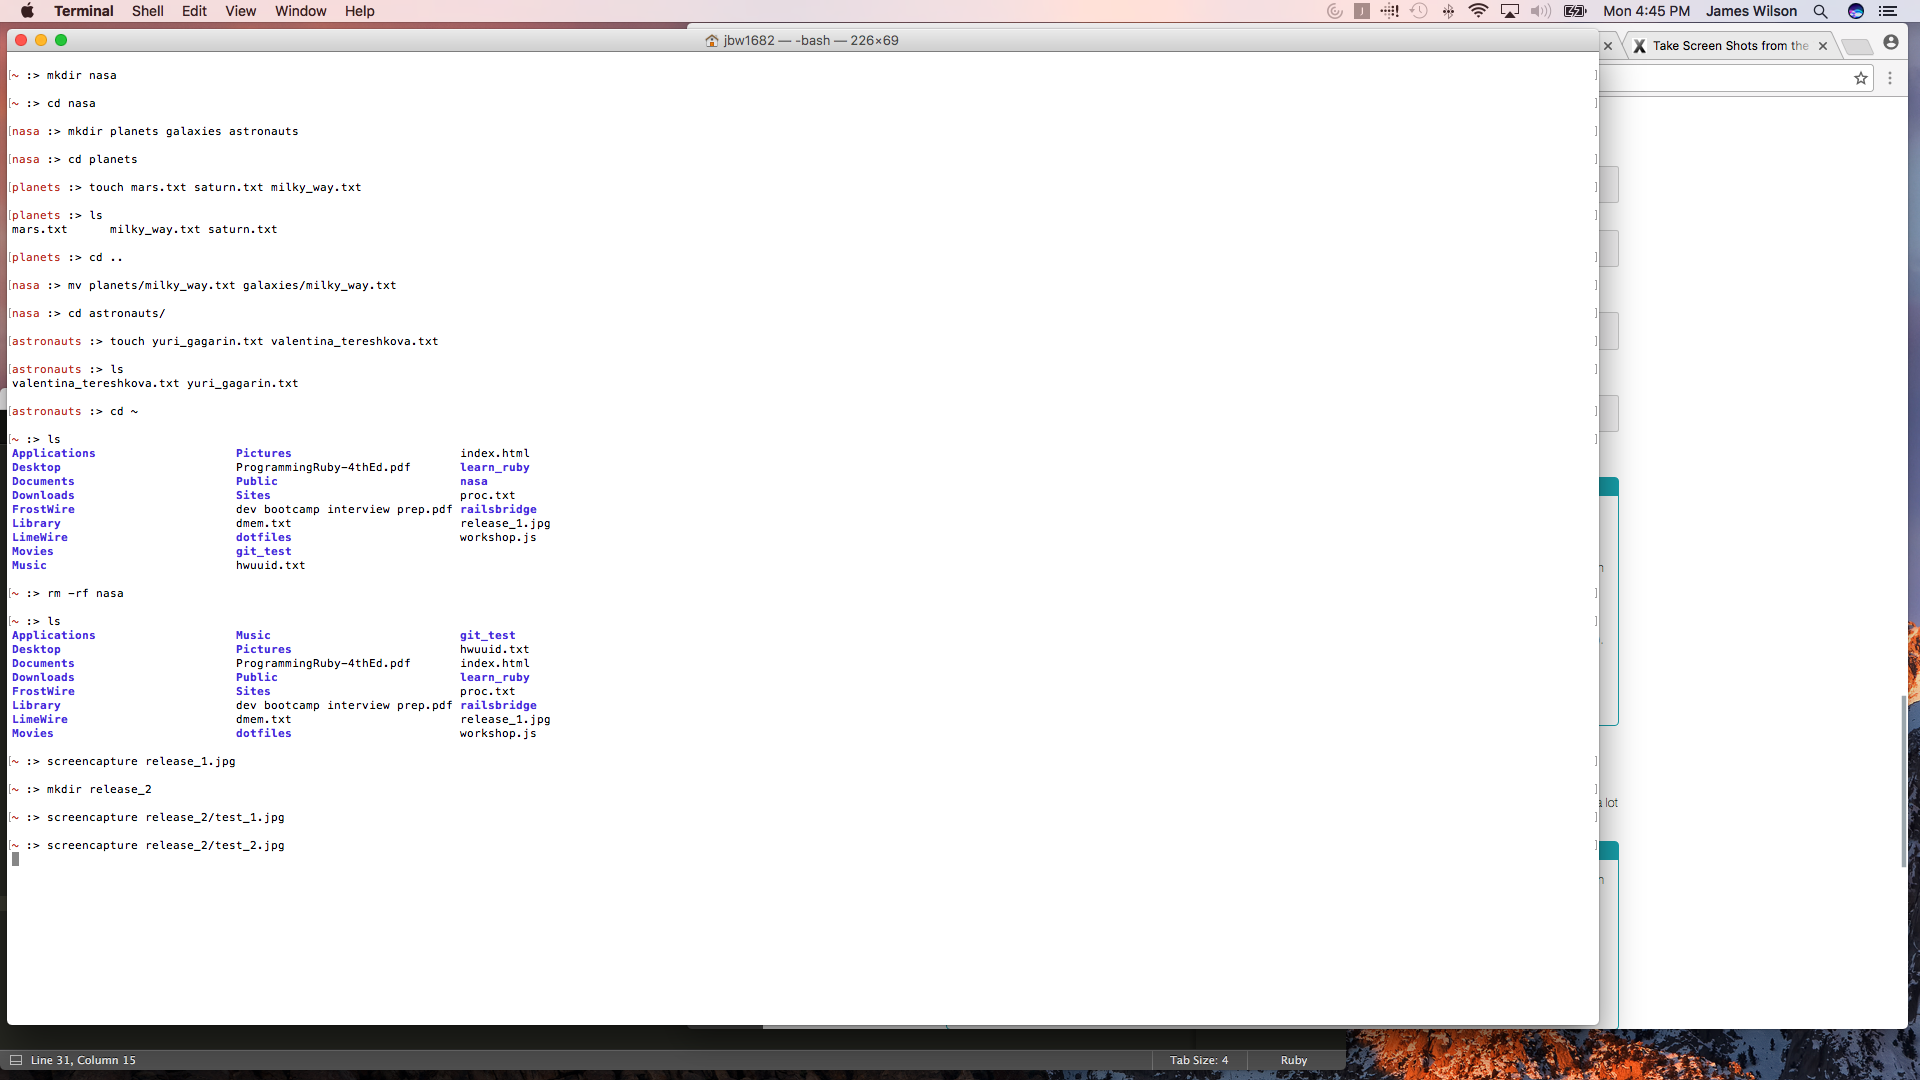 Terminal Shell Edit View Window Help Mon 4:45 PM James Wilson
jbw1682 — -bash — 226×69
Take Screen Shots from the
[~ :> mkdir nasa ]
[~ :> cd nasa ]
[nasa :> mkdir planets galaxies astronauts ]
[nasa :> cd planets ]
[planets :> touch mars.txt saturn.txt milky_way.txt ]
[planets :> ls ]
mars.txt milky_way.txt saturn.txt
[planets :> cd .. ]
[nasa :> mv planets/milky_way.txt galaxies/milky_way.txt ]
[nasa :> cd astronauts/ ]
[astronauts :> touch yuri_gagarin.txt valentina_tereshkova.txt ]
[astronauts :> ls ]
valentina_tereshkova.txt yuri_gagarin.txt
[astronauts :> cd ~ ]
[~ :> ls ]
Applications Pictures index.html
Desktop ProgrammingRuby-4thEd.pdf learn_ruby
Documents Public nasa
Downloads Sites proc.txt
FrostWire dev bootcamp interview prep.pdf railsbridge
Library dmem.txt release_1.jpg
LimeWire dotfiles workshop.js
Movies git_test
Music hwuuid.txt
[~ :> rm -rf nasa ]
[~ :> ls ]
Applications Music git_test
Desktop Pictures hwuuid.txt
Documents ProgrammingRuby-4thEd.pdf index.html
Downloads Public learn_ruby
FrostWire Sites proc.txt
Library dev bootcamp interview prep.pdf railsbridge
LimeWire dmem.txt release_1.jpg
Movies dotfiles workshop.js
[~ :> screencapture release_1.jpg ]
[~ :> mkdir release_2 ]
a lot
[~ :> screencapture release_2/test_1.jpg ]
[~ :> screencapture release_2/test_2.jpg ]
Line 31, Column 15 Tab Size: 4 Ruby